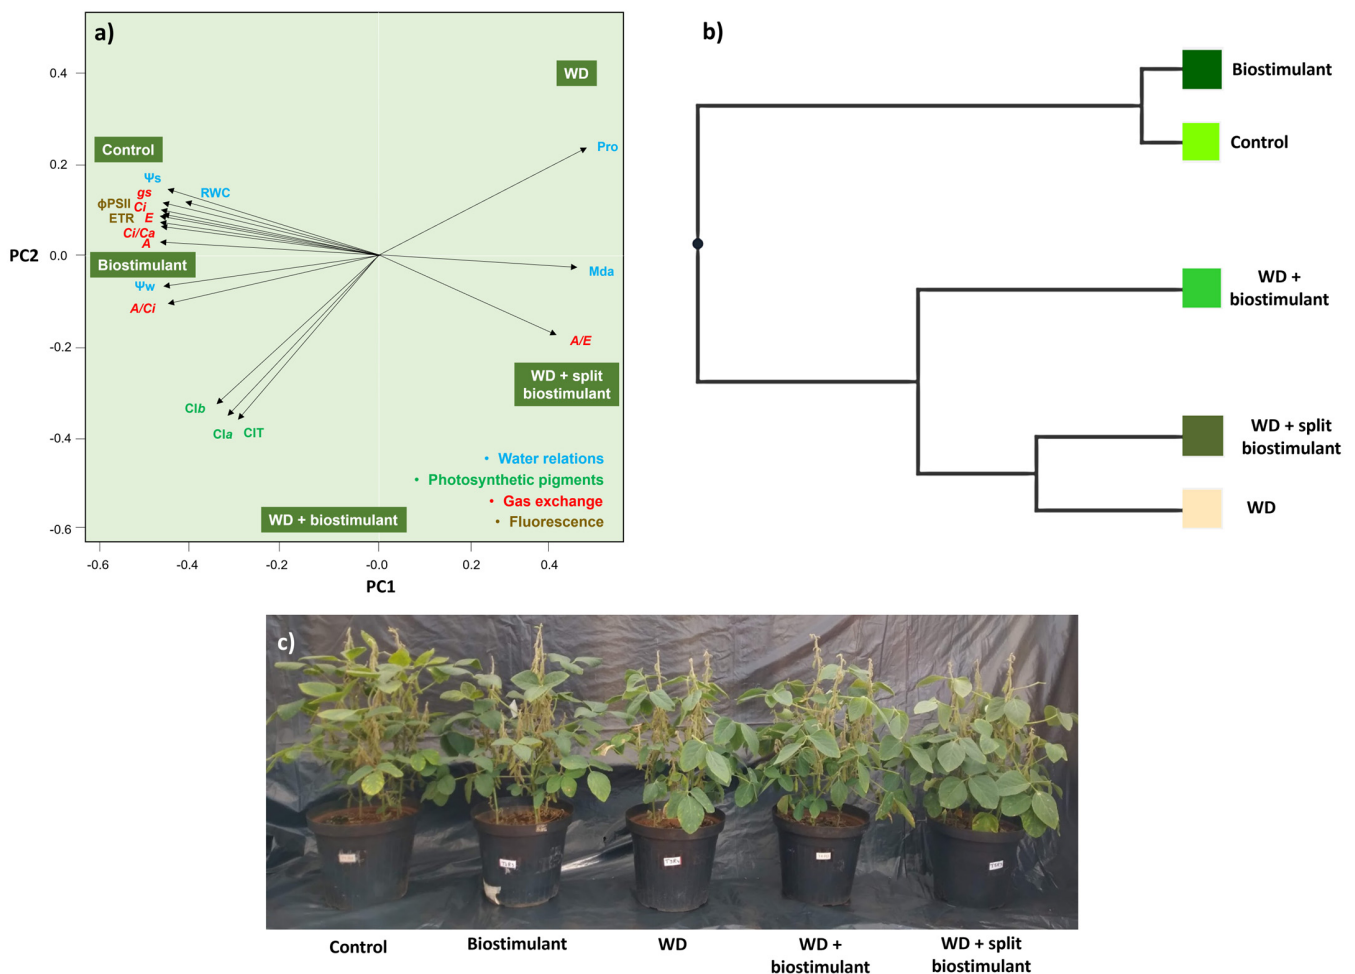 a)
WD
Control
Pro
Ψs
gs
RWC
ϕPSII
Ci
ETR
E
Ci/Ca
A
Biostimulant
Ψw
A/Ci
Mda
A/E
WD + split
biostimulant
Clb
Cla
ClT
• Water relations
• Photosynthetic pigments
• Gas exchange
• Fluorescence
WD + biostimulant
0.4
0.2
0.0
-0.2
-0.4
-0.6
PC2
-0.6
-0.4
-0.2
-0.0
0.2
0.4
PC1
b)
Biostimulant
Control
WD +
biostimulant
WD + split
biostimulant
WD
c)
Control
Biostimulant
WD
WD +
biostimulant
WD + split
biostimulant